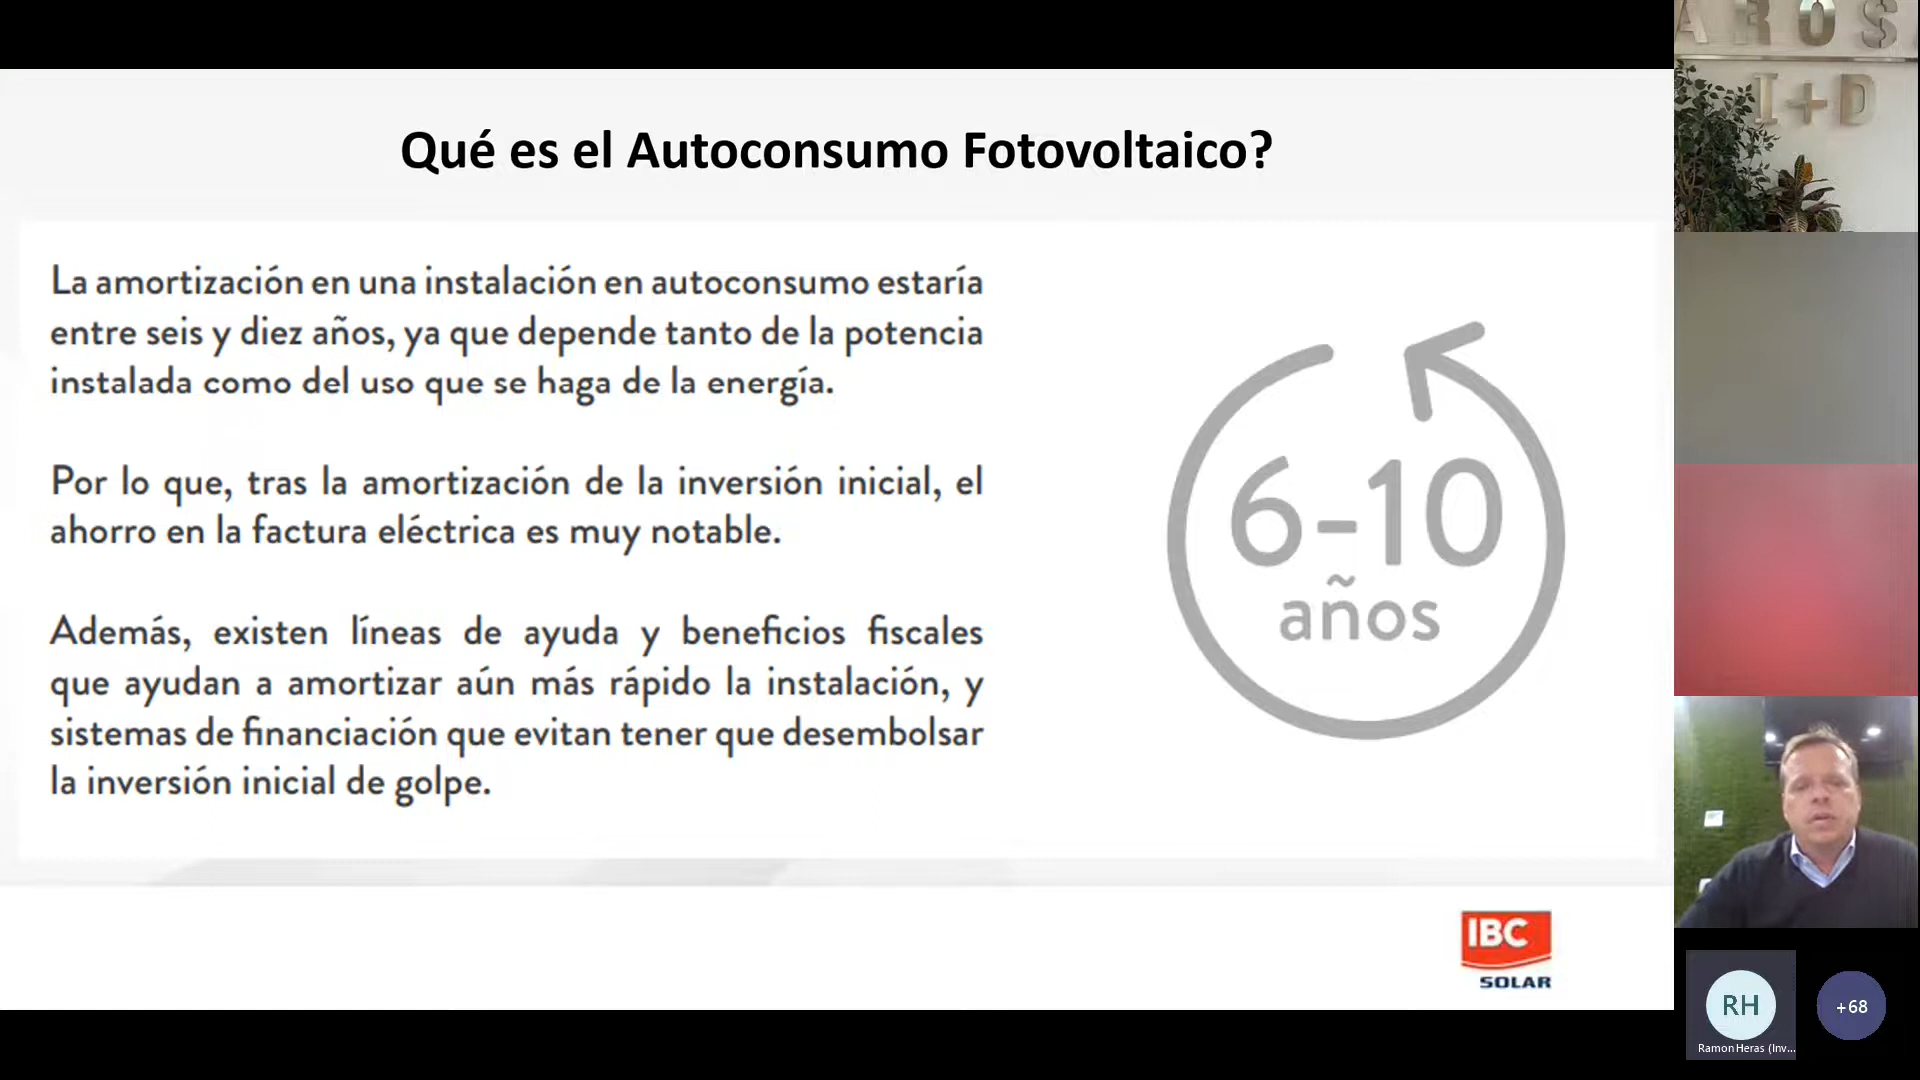 Qué es el Autoconsumo Fotovoltaico?
La amortización en una instalación en autoconsumo estaría
entre seis y diez años, ya que depende tanto de la potencia
instalada como del uso que se haga de la energía.
Por lo que, tras la amortización de la inversión inicial, el
ahorro en la factura eléctrica es muy notable.
Además, existen líneas de ayuda y beneficios fiscales
que ayudan a amortizar aún más rápido la instalación, y
sistemas de financiación que evitan tener que desembolsar
la inversión inicial de golpe.
6-10
años
IBC
SOLAR
AROS
I+D
RH
Ramon Heras (Inv...
+68